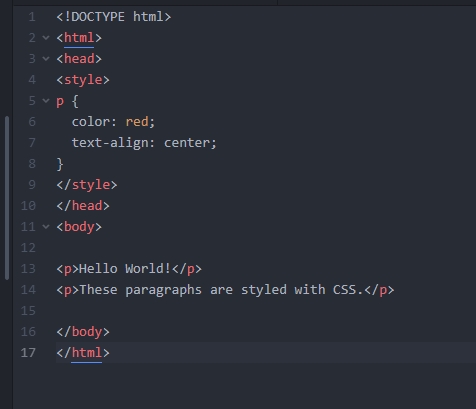 1 <!DOCTYPE html>
2 <html>
3 <head>
4 <style>
5 p {
6   color: red;
7   text-align: center;
8 }
9 </style>
10 </head>
11 <body>
12
13 <p>Hello World!</p>
14 <p>These paragraphs are styled with CSS.</p>
15
16 </body>
17 </html>